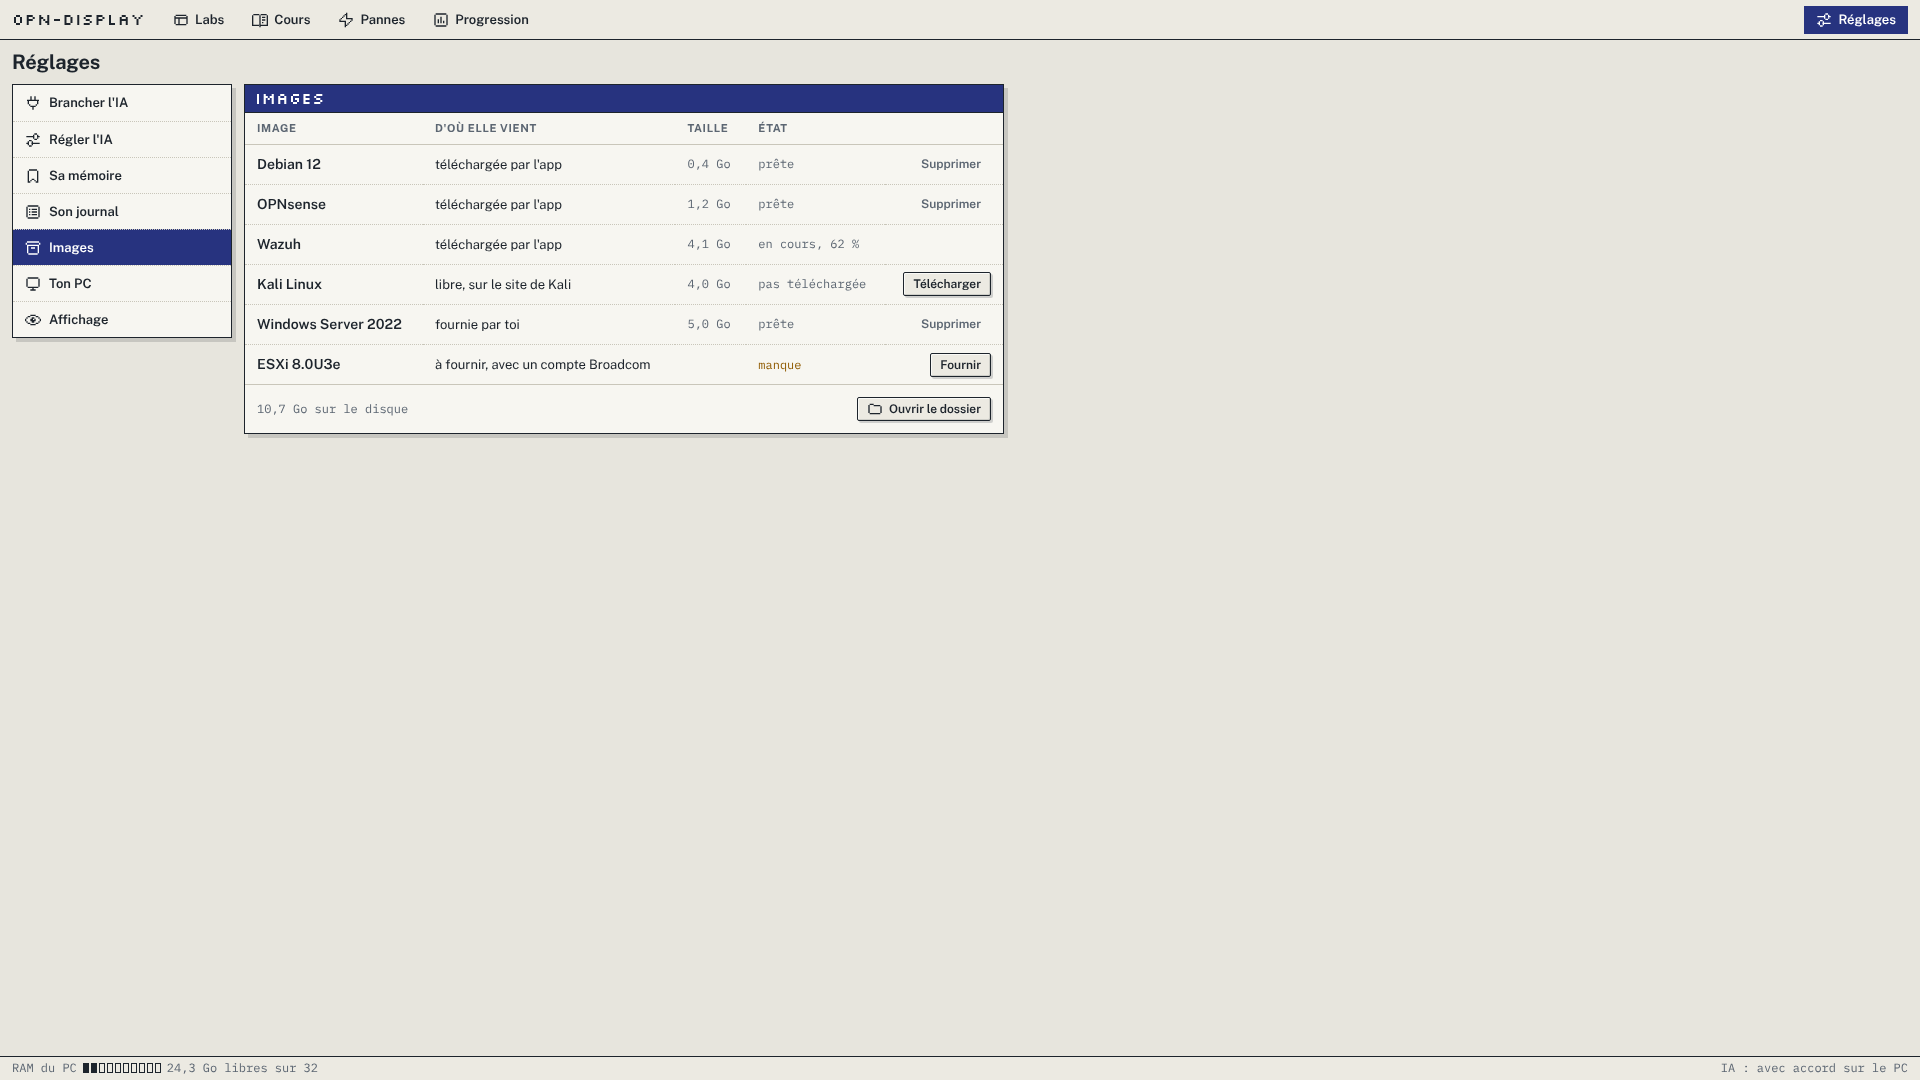 OPN-DISPLAY Labs Cours Pannes Progression Réglages
Réglages
Brancher l'IA
Régler l'IA
Sa mémoire
Son journal
Images
Ton PC
Affichage
IMAGES
IMAGE D'OÙ ELLE VIENT TAILLE ÉTAT
Debian 12 téléchargée par l'app 0,4 Go prête Supprimer
OPNsense téléchargée par l'app 1,2 Go prête Supprimer
Wazuh téléchargée par l'app 4,1 Go en cours, 62 %
Kali Linux libre, sur le site de Kali 4,0 Go pas téléchargée Télécharger
Windows Server 2022 fournie par toi 5,0 Go prête Supprimer
ESXi 8.0U3e à fournir, avec un compte Broadcom manque Fournir
10,7 Go sur le disque Ouvrir le dossier
RAM du PC 24,3 Go libres sur 32 IA : avec accord sur le PC